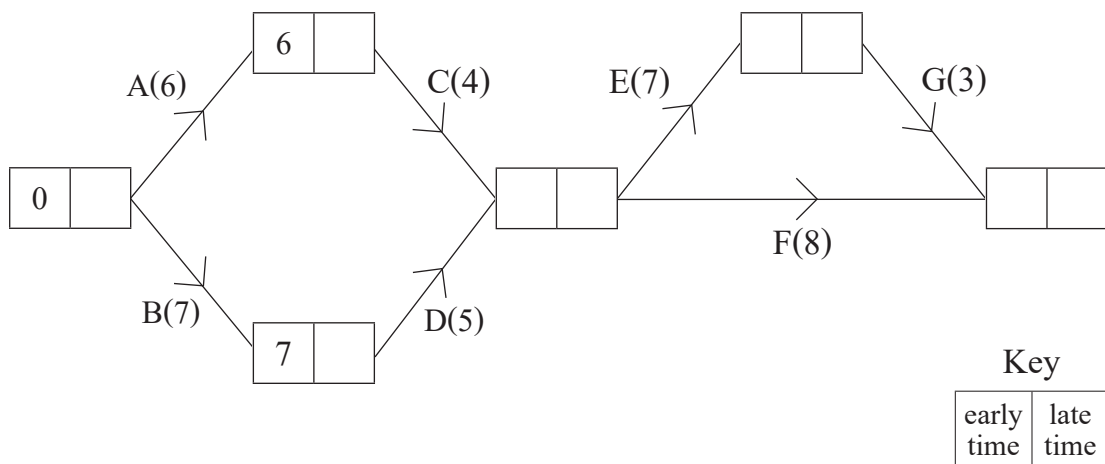 6
A(6)
C(4)
E(7)
G(3)
0
F(8)
B(7)
D(5)
7
Key
early time
late time